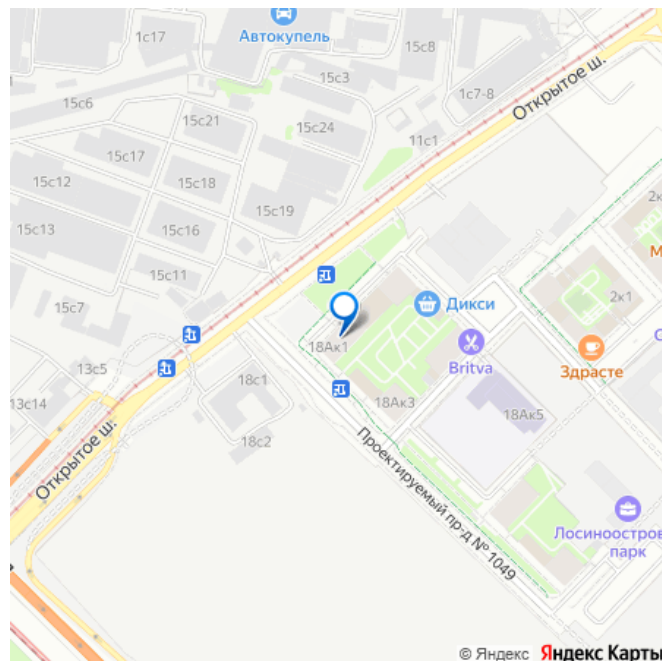 1с17
Автокупель
15с8
15с3
1с7-8
Открытое ш.
15с6
15с21
15с24
11с1
15с17
15с12
15с18
15с19
15с13
15с16
15с11
15с7
13с5
13с14
Открытое ш.
18Ак1
18с1
18с2
Дикси
Britva
18Ак3
18Ак5
2к
М
2к1
Здрасте
С
Проектируемый пр-д № 1049
Лосиноостров
парк
© Яндекс Яндекс Карты